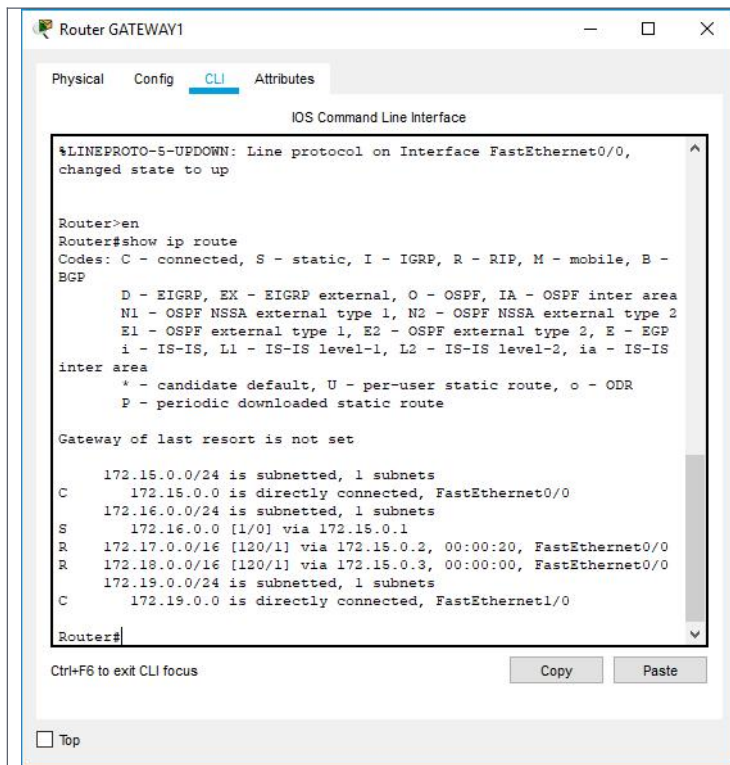 Router GATEWAY1
Physical Config CLI Attributes
IOS Command Line Interface
%LINEPROTO-5-UPDOWN: Line protocol on Interface FastEthernet0/0,
changed state to up
Router>en
Router#show ip route
Codes: C - connected, S - static, I - IGRP, R - RIP, M - mobile, B -
BGP
D - EIGRP, EX - EIGRP external, O - OSPF, IA - OSPF inter area
N1 - OSPF NSSA external type 1, N2 - OSPF NSSA external type 2
E1 - OSPF external type 1, E2 - OSPF external type 2, E - EGP
i - IS-IS, L1 - IS-IS level-1, L2 - IS-IS level-2, ia - IS-IS
inter area
* - candidate default, U - per-user static route, o - ODR
P - periodic downloaded static route
Gateway of last resort is not set
172.15.0.0/24 is subnetted, 1 subnets
C 172.15.0.0 is directly connected, FastEthernet0/0
172.16.0.0/24 is subnetted, 1 subnets
S 172.16.0.0 [1/0] via 172.15.0.1
R 172.17.0.0/16 [120/1] via 172.15.0.2, 00:00:20, FastEthernet0/0
R 172.18.0.0/16 [120/1] via 172.15.0.3, 00:00:00, FastEthernet0/0
172.19.0.0/24 is subnetted, 1 subnets
C 172.19.0.0 is directly connected, FastEthernet1/0
Router#
Ctrl+F6 to exit CLI focus Copy Paste
Top